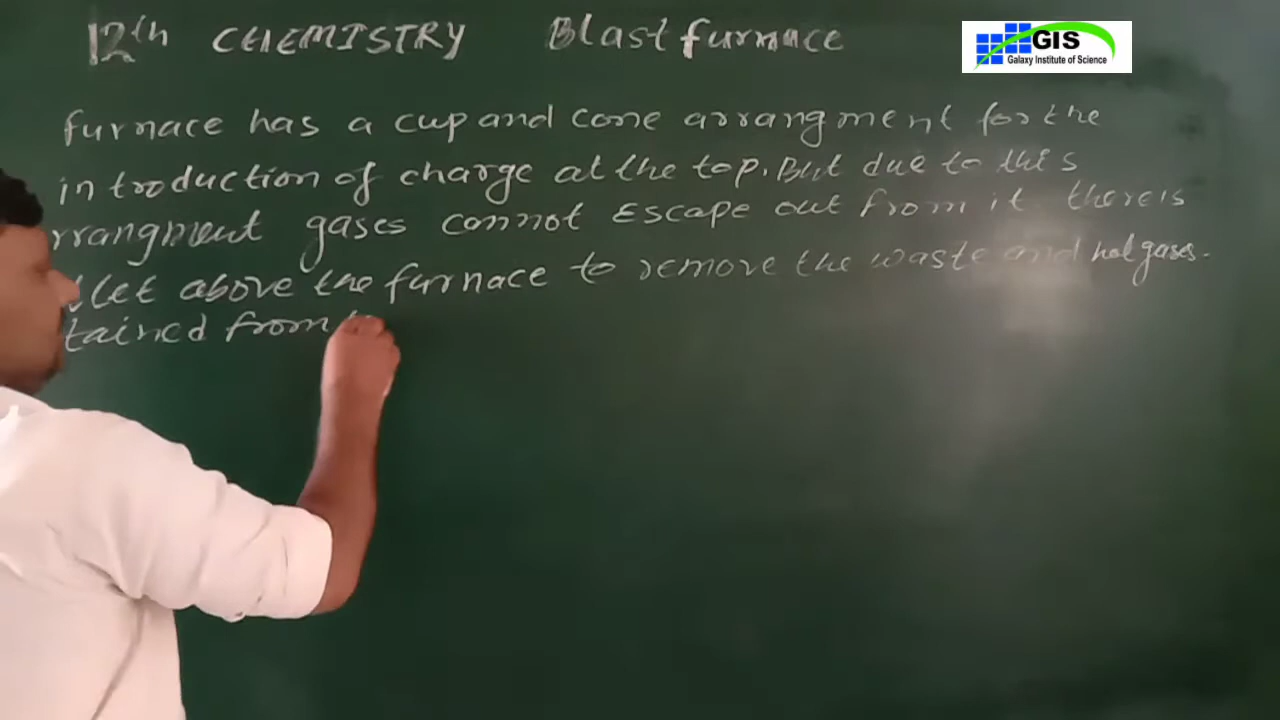 12th CHEMISTRY Blast furnace
GIS
Galaxy Institute of Science
furnace has a cup and cone arrangment for the
introduction of charge at the top. But due to this
rrangment gases cannot Escape out from it there is
let above the furnace to remove the waste and hot gases.
tained from